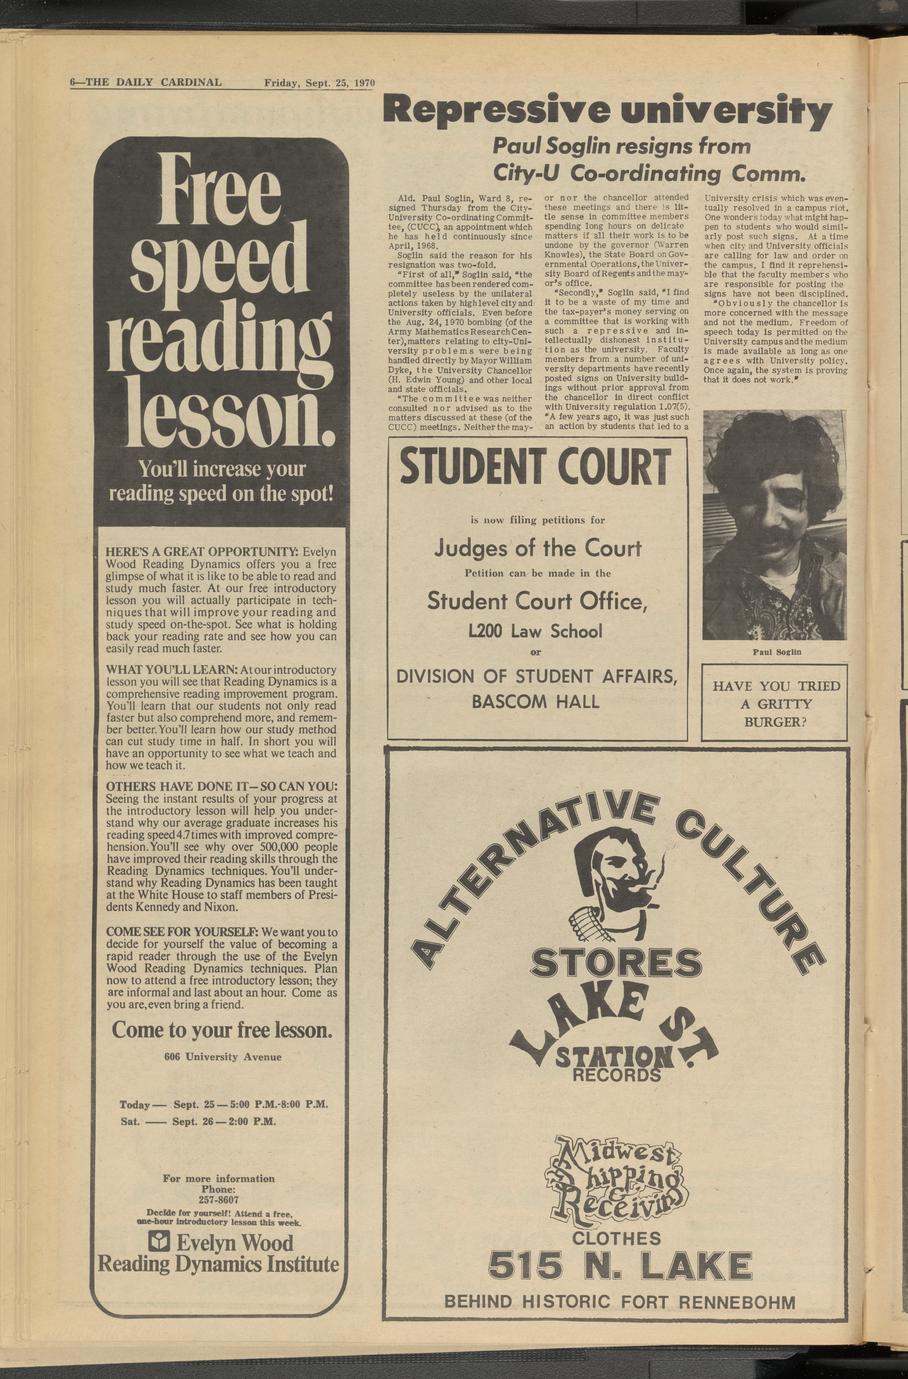 6—THE DAILY CARDINAL Friday, Sept. 25, 1970
Free
speed
reading
lesson.
You'll increase your
reading speed on the spot!
HERE'S A GREAT OPPORTUNITY: Evelyn
Wood Reading Dynamics offers you a free
glimpse of what it is like to be able to read and
study much faster. At our free introductory
lesson you will actually participate in tech-
niques that will improve your reading and
study speed on-the-spot. See what is holding
back your reading rate and see how you can
easily read much faster.
WHAT YOU'LL LEARN: At our introductory
lesson you will see that Reading Dynamics is a
comprehensive reading improvement program.
You'll learn that our students not only read
faster but also comprehend more, and remem-
ber better. You'll learn how our study method
can cut study time in half. In short you will
have an opportunity to see what we teach and
how we teach it.
OTHERS HAVE DONE IT—SO CAN YOU:
Seeing the instant results of your progress at
the introductory lesson will help you under-
stand why our average graduate increases his
reading speed 4.7 times with improved compre-
hension. You'll see why over 500,000 people
have improved their reading skills through the
Reading Dynamics techniques. You'll under-
stand why Reading Dynamics has been taught
at the White House to staff members of Presi-
dents Kennedy and Nixon.
COME SEE FOR YOURSELF: We want you to
decide for yourself the value of becoming a
rapid reader through the use of the Evelyn
Wood Reading Dynamics techniques. Plan
now to attend a free introductory lesson; they
are informal and last about an hour. Come as
you are, even bring a friend.
Come to your free lesson.
606 University Avenue
Today— Sept. 25—5:00 P.M.-8:00 P.M.
Sat. — Sept. 26—2:00 P.M.
For more information
Phone:
257-8607
Decide for yourself! Attend a free,
one-hour introductory lesson this week.
Evelyn Wood
Reading Dynamics Institute
Repressive university
Paul Soglin resigns from
City-U Co-ordinating Comm.
Ald. Paul Soglin, Ward 8, re-
signed Thursday from the City-
University Co-ordinating Commit-
tee, (CUCC), an appointment which
he has held continuously since
April, 1968.
Soglin said the reason for his
resignation was two-fold.
"First of all," Soglin said, "the
committee has been rendered com-
pletely useless by the unilateral
actions taken by high level city and
University officials. Even before
the Aug. 24, 1970 bombing (of the
Army Mathematics Research Cen-
ter), matters relating to city-Uni-
versity problems were being
handled directly by Mayor William
Dyke, the University Chancellor
(H. Edwin Young) and other local
and state officials.
"The committee was neither
consulted nor advised as to the
matters discussed at these (of the
CUCC) meetings. Neither the may-
or nor the chancellor attended
these meetings and there is lit-
tle sense in committee members
spending long hours on delicate
matters if all their work is to be
undone by the governor (Warren
Knowles), the State Board on Gov-
ernmental Operations, the Univer-
sity Board of Regents and the may-
or's office.
"Secondly," Soglin said, "I find
it to be a waste of my time and
the tax-payer's money serving on
a committee that is working with
such a repressive and in-
tellectually dishonest institu-
tion as the university. Faculty
members from a number of uni-
versity departments have recently
posted signs on University build-
ings without prior approval from
the chancellor in direct conflict
with University regulation 1.07(5).
"A few years ago, it was just such
an action by students that led to a
University crisis which was even-
tually resolved in a campus riot.
One wonders today what might hap-
pen to students who would simil-
arly post such signs. At a time
when city and University officials
are calling for law and order on
the campus, I find it reprehensi-
ble that the faculty members who
are responsible for posting the
signs have not been disciplined.
"Obviously the chancellor is
more concerned with the message
and not the medium. Freedom of
speech today is permitted on the
University campus and the medium
is made available as long as one
agrees with University policy.
Once again, the system is proving
that it does not work."
Paul Soglin
STUDENT COURT
is now filing petitions for
Judges of the Court
Petition can be made in the
Student Court Office,
L200 Law School
or
DIVISION OF STUDENT AFFAIRS,
BASCOM HALL
HAVE YOU TRIED
A GRITTY
BURGER?
ALTERNATIVE CULTURE
STORES
LAKE ST.
STATION
RECORDS
Midwest
Shipping
&
Receiving
CLOTHES
515 N. LAKE
BEHIND HISTORIC FORT RENNEBOHM